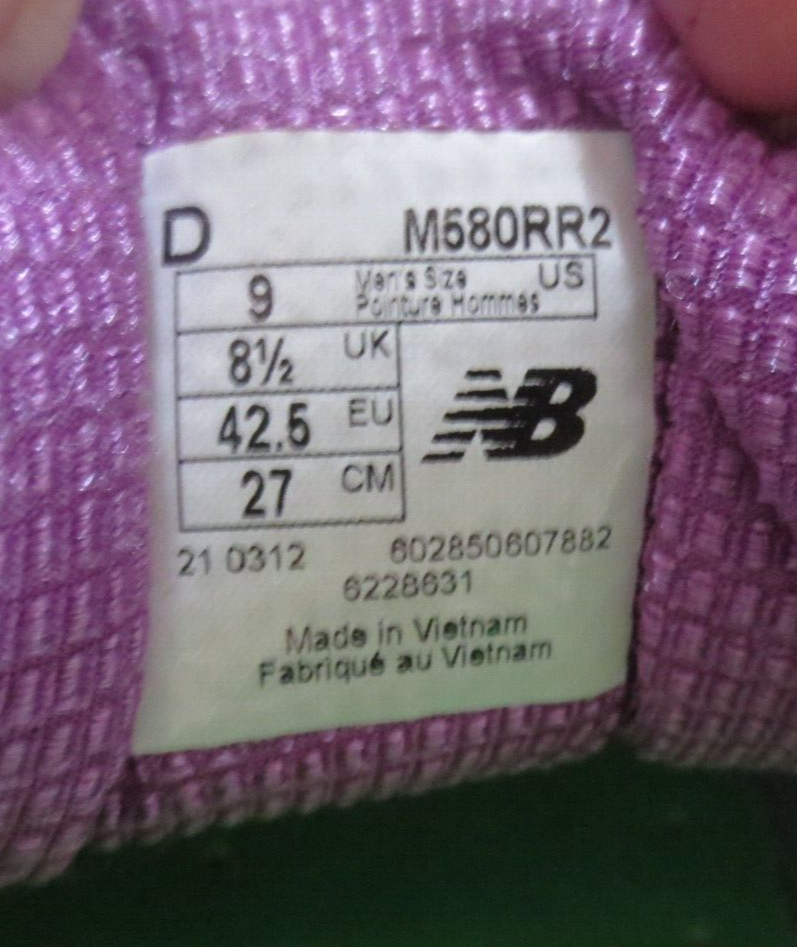 D M580RR2
9 Men's Size US
Pointure Hommes
8½ UK
42.5 EU
27 CM
NB
21 0312 602850607882
6228631
Made in Vietnam
Fabriqué au Vietnam